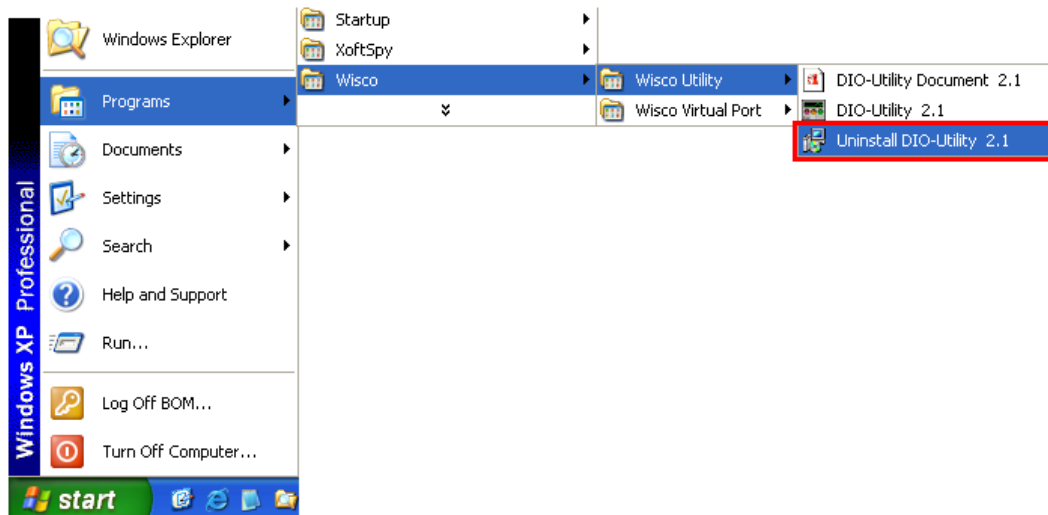 Windows Explorer
Programs
Documents
Settings
Search
Help and Support
Run...
Log Off BOM...
Turn Off Computer...
Windows XP Professional
start
Startup
XoftSpy
Wisco
Wisco Utility
Wisco Virtual Port
DIO-Utility Document 2.1
DIO-Utility 2.1
Uninstall DIO-Utility 2.1